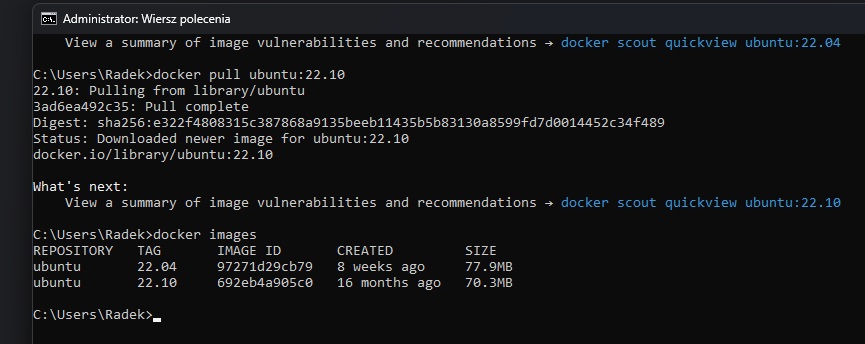 Administrator: Wiersz polecenia
View a summary of image vulnerabilities and recommendations → docker scout quickview ubuntu:22.04
C:\Users\Radek>docker pull ubuntu:22.10
22.10: Pulling from library/ubuntu
3ad6ea492c35: Pull complete
Digest: sha256:e322f4808315c387868a9135beeb11435b5b83130a8599fd7d0014452c34f489
Status: Downloaded newer image for ubuntu:22.10
docker.io/library/ubuntu:22.10
What's next:
View a summary of image vulnerabilities and recommendations → docker scout quickview ubuntu:22.10
C:\Users\Radek>docker images
REPOSITORY TAG IMAGE ID CREATED SIZE
ubuntu 22.04 97271d29cb79 8 weeks ago 77.9MB
ubuntu 22.10 692eb4a905c0 16 months ago 70.3MB
C:\Users\Radek>